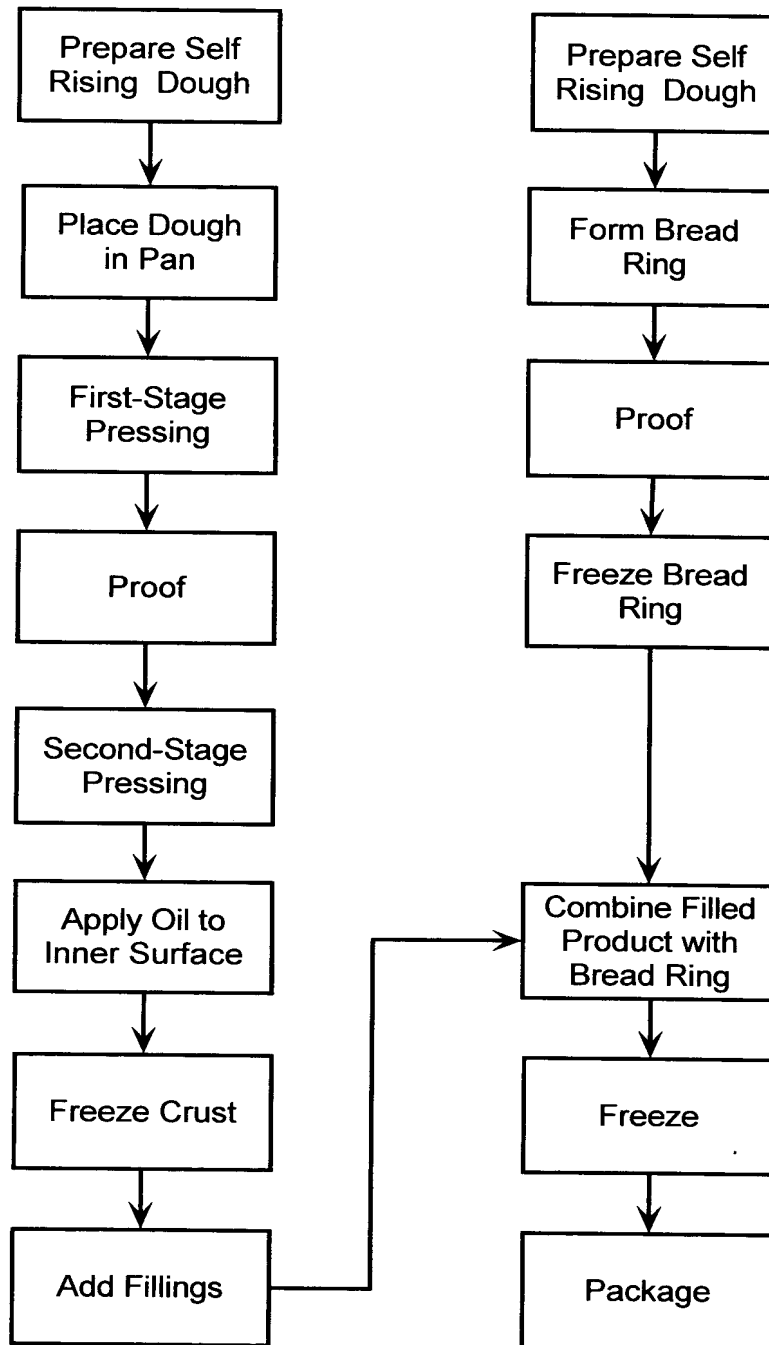 Prepare Self
Rising Dough
Place Dough
in Pan
First-Stage
Pressing
Proof
Second-Stage
Pressing
Apply Oil to
Inner Surface
Freeze Crust
Add Fillings
Prepare Self
Rising Dough
Form Bread
Ring
Proof
Freeze Bread
Ring
Combine Filled
Product with
Bread Ring
Freeze
Package